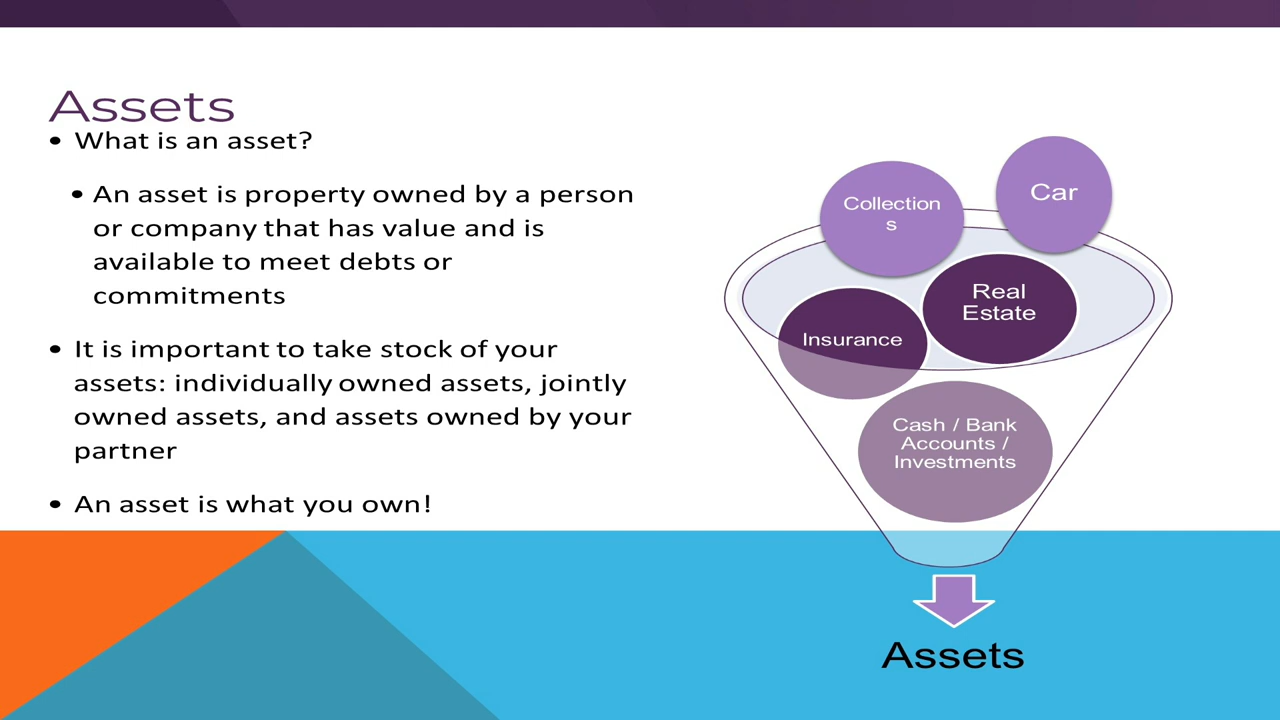 Assets
• What is an asset?
• An asset is property owned by a person
or company that has value and is
available to meet debts or
commitments
• It is important to take stock of your
assets: individually owned assets, jointly
owned assets, and assets owned by your
partner
• An asset is what you own!
Collection
s
Car
Real
Estate
Insurance
Cash / Bank
Accounts /
Investments
Assets